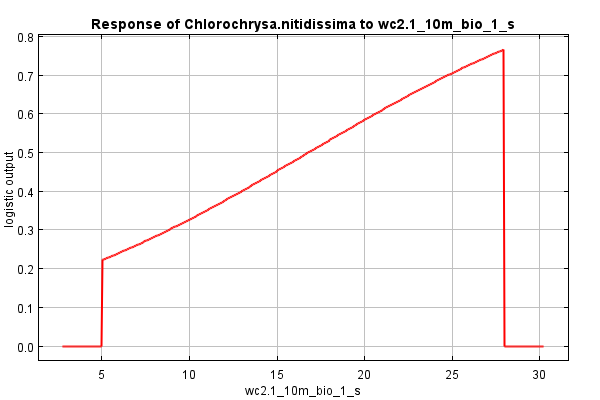 Response of Chlorochrysa.nitidissima to wc2.1_10m_bio_1_s
logistic output
0.8
0.7
0.6
0.5
0.4
0.3
0.2
0.1
0.0
5 10 15 20 25 30
wc2.1_10m_bio_1_s